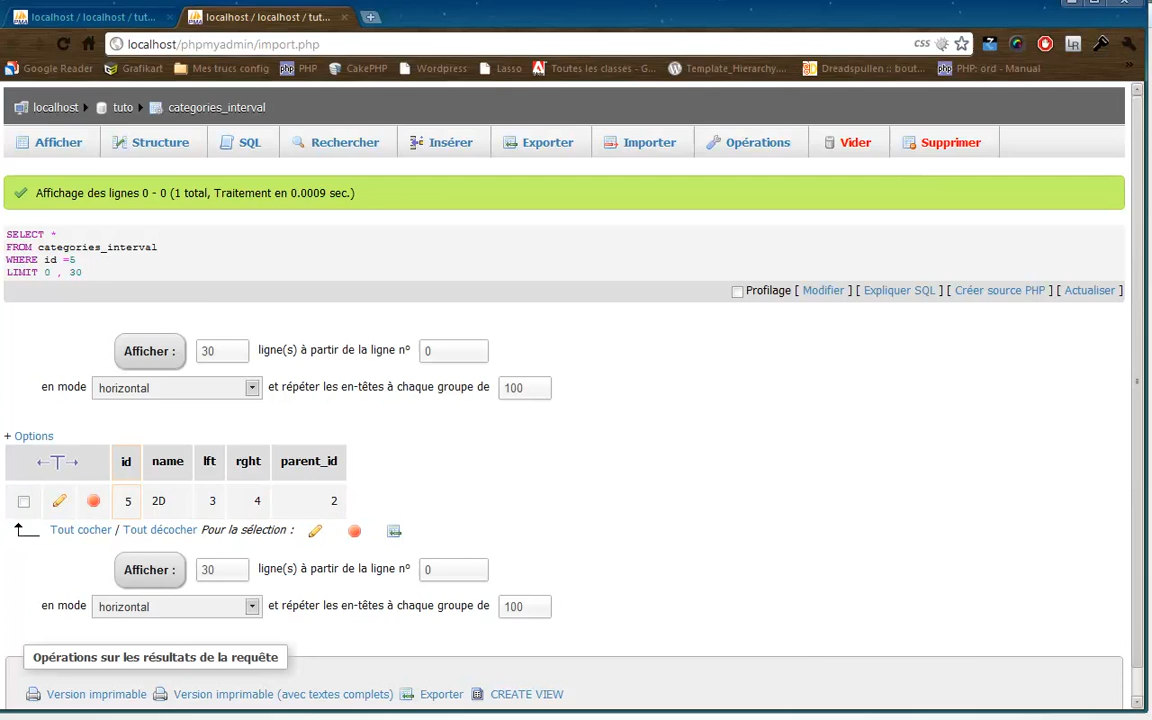 localhost / localhost / tut...
localhost / localhost / tut...
localhost/phpmyadmin/import.php
CSS
Google Reader
Grafikart
Mes trucs config
PHP
CakePHP
Wordpress
Lasso
Toutes les classes - G...
Template_Hierarchy,...
Dreadspullen :: bout...
PHP: ord - Manual
localhost
tuto
categories_interval
Afficher
Structure
SQL
Rechercher
Insérer
Exporter
Importer
Opérations
Vider
Supprimer
Affichage des lignes 0 - 0 (1 total, Traitement en 0.0009 sec.)
SELECT *
FROM categories_interval
WHERE id =5
LIMIT 0 , 30
Profilage [ Modifier ] [ Expliquer SQL ] [ Créer source PHP ] [ Actualiser ]
Afficher : 30 ligne(s) à partir de la ligne n° 0
en mode horizontal et répéter les en-têtes à chaque groupe de 100
+ Options
←T→ id name lft rght parent_id
5 2D 3 4 2
Tout cocher / Tout décocher Pour la sélection :
Afficher : 30 ligne(s) à partir de la ligne n° 0
en mode horizontal et répéter les en-têtes à chaque groupe de 100
Opérations sur les résultats de la requête
Version imprimable Version imprimable (avec textes complets) Exporter CREATE VIEW